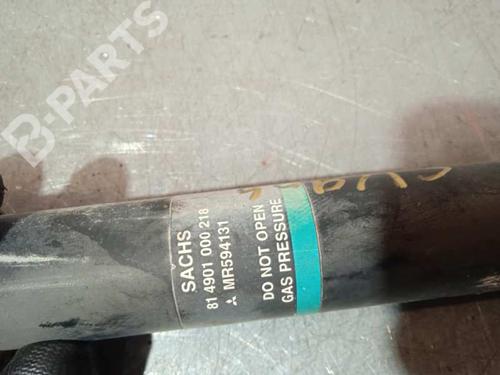 B-PARTS
SACHS
81 4901 000 218
MR594131
DO NOT OPEN
GAS PRESSURE